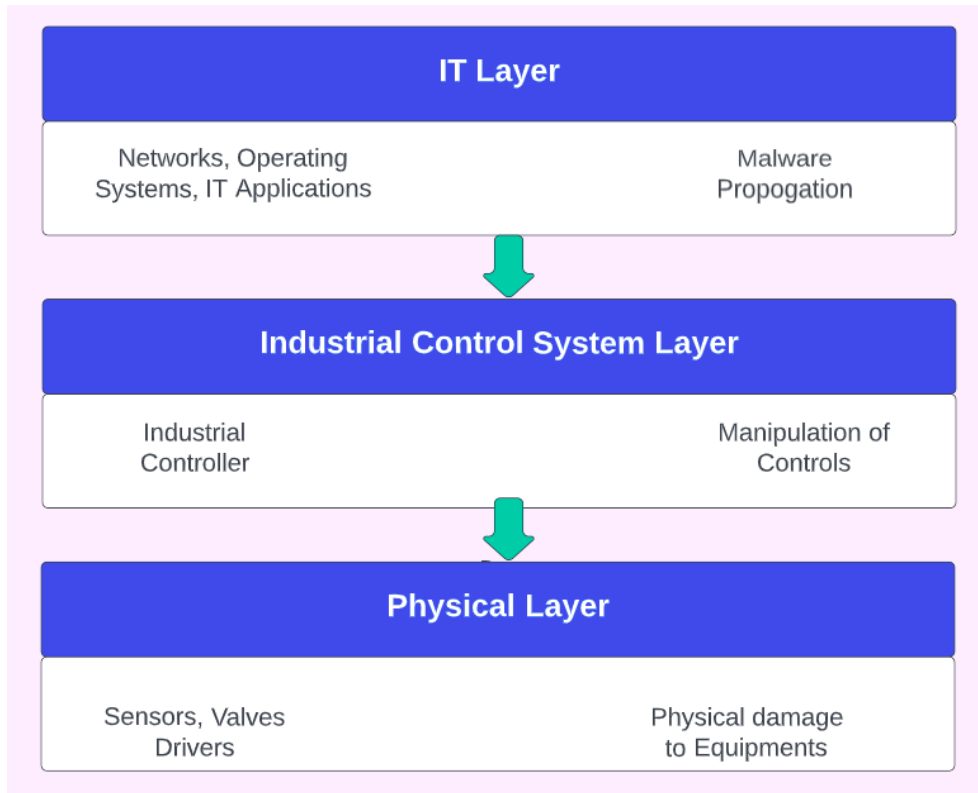 IT Layer
Networks, Operating
Systems, IT Applications
Malware
Propogation
Industrial Control System Layer
Industrial
Controller
Manipulation of
Controls
Physical Layer
Sensors, Valves
Drivers
Physical damage
to Equipments